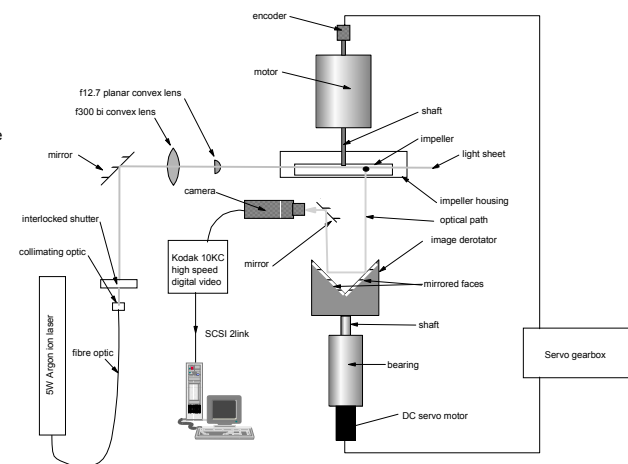 encoder
motor
f12.7 planar convex lens
f300 bi convex lens
shaft
impeller
light sheet
mirror
e
camera
impeller housing
optical path
interlocked shutter
image derotator
Kodak 10KC
high speed
digital video
mirror
collimating optic
mirrored faces
shaft
SCSI 2link
Servo gearbox
5W Argon ion laser
fibre optic
bearing
DC servo motor